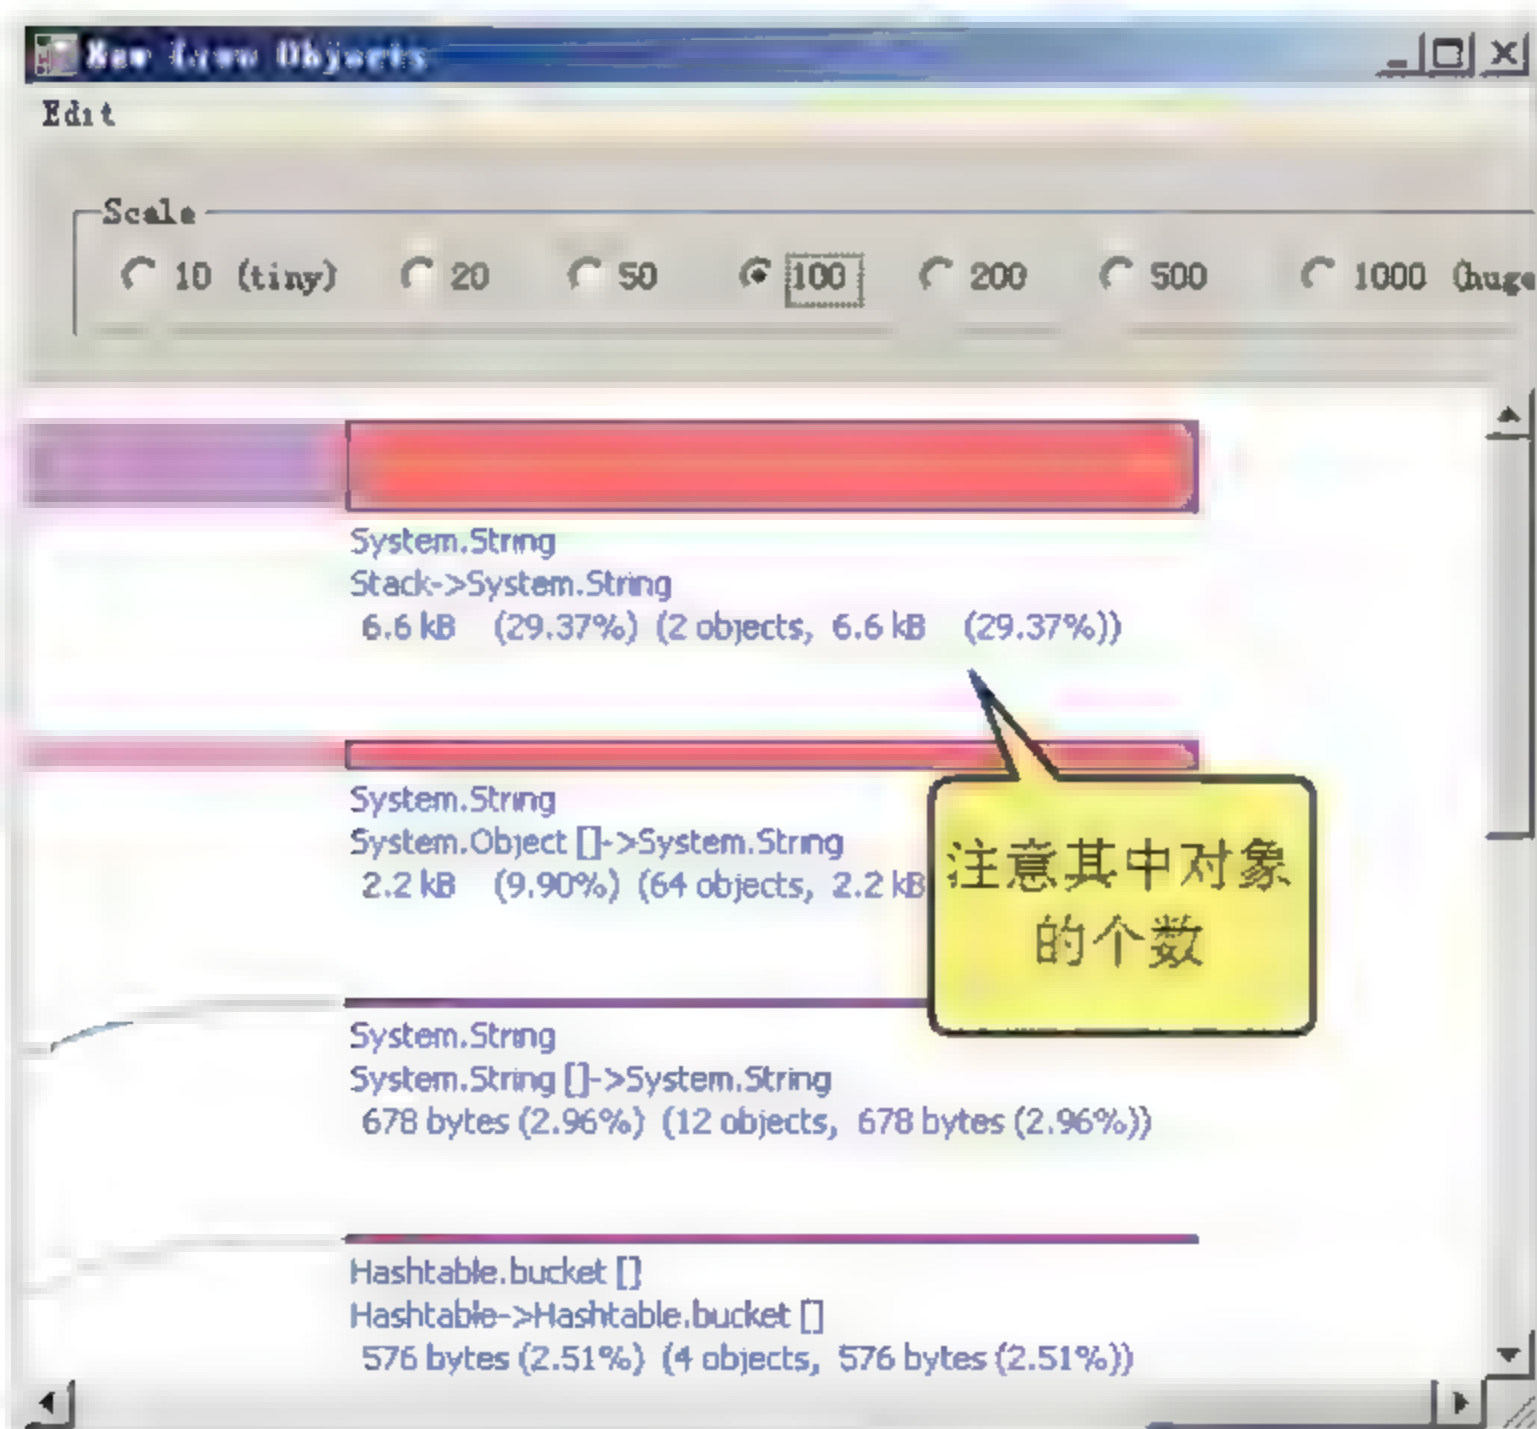 Objects
Edit
Scale
10 (tiny) 20 50 100 200 500 1000 (huge
System.String
Stack->System.String
6.6 kB (29.37%) (2 objects, 6.6 kB (29.37%))
System.String
System.Object []->System.String
2.2 kB (9.90%) (64 objects, 2.2 kB
注意其中对象
的个数
System.String
System.String []->System.String
678 bytes (2.96%) (12 objects, 678 bytes (2.96%))
Hashtable.bucket []
Hashtable->Hashtable.bucket []
576 bytes (2.51%) (4 objects, 576 bytes (2.51%))